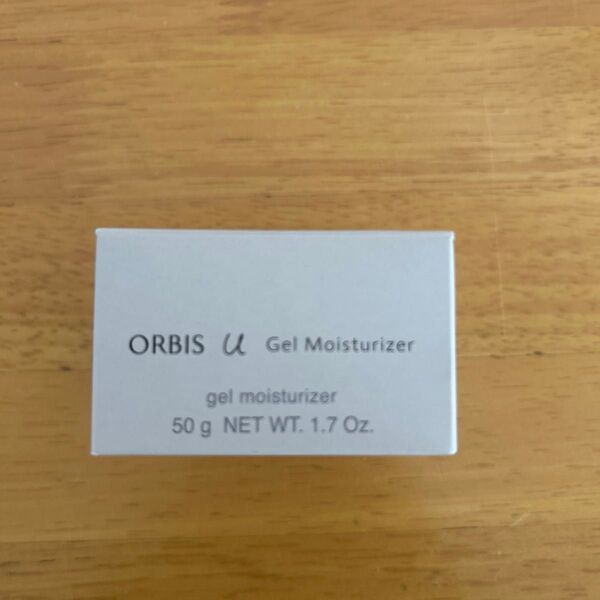 ORBIS u Gel Moisturizer
gel moisturizer
50 g NET WT. 1.7 Oz.